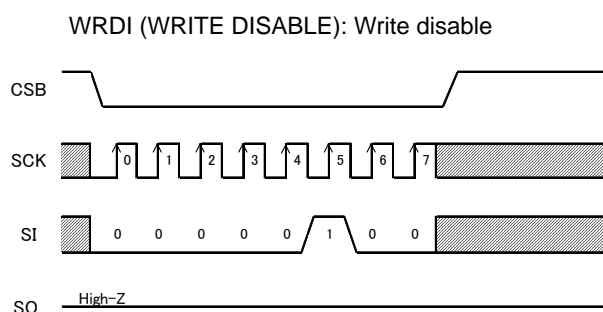 WRDI (WRITE DISABLE): Write disable
CSB
SCK 0 1 2 3 4 5 6 7
SI 0 0 0 0 0 1 0 0
High-Z
SO